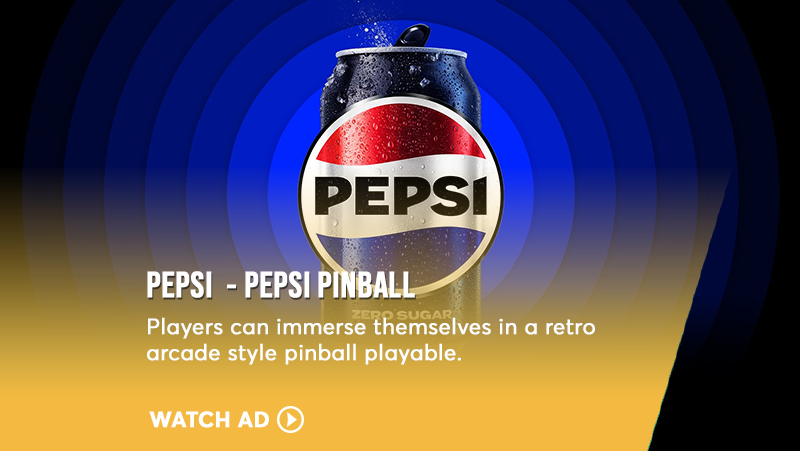 PEPSI
PEPSI - PEPSI PINBALL
ZERO SUGAR
Players can immerse themselves in a retro
arcade style pinball playable.
WATCH AD